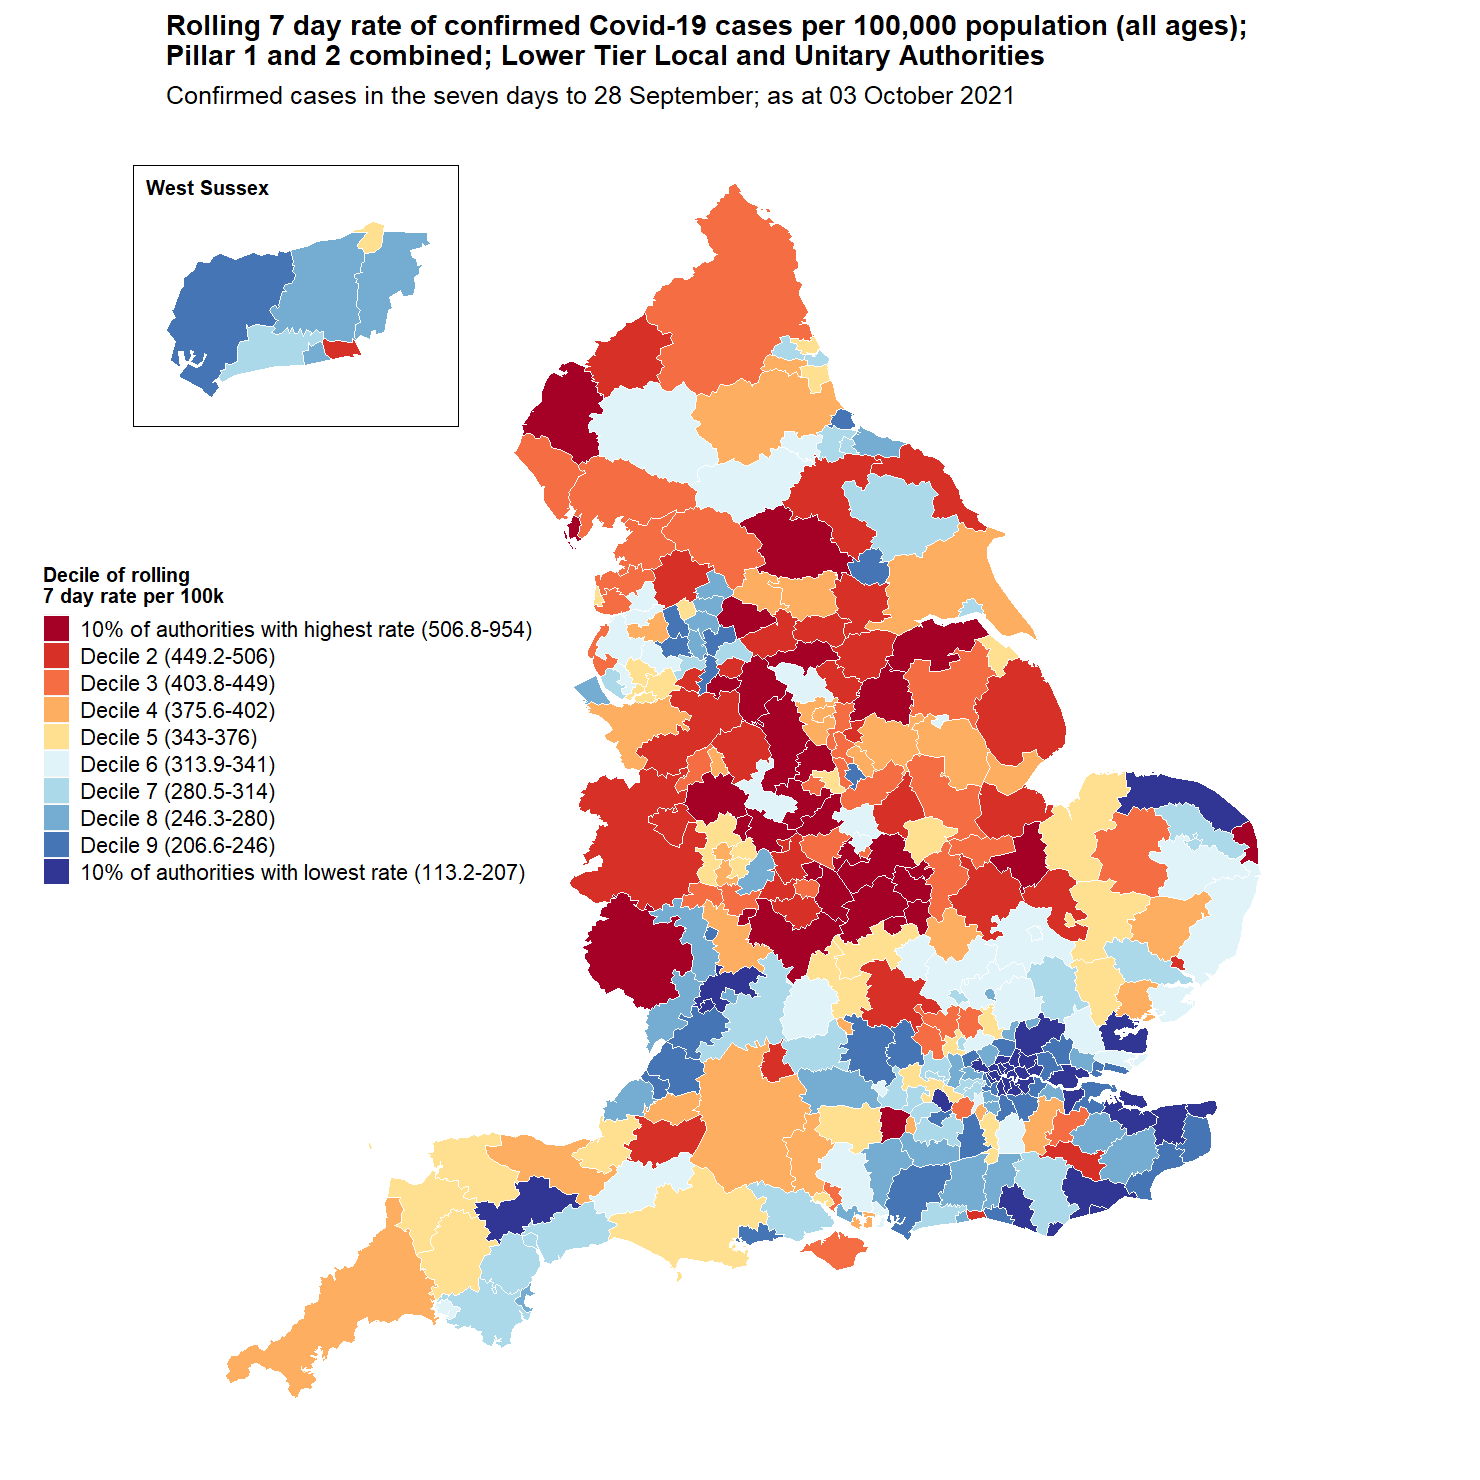 Rolling 7 day rate of confirmed Covid-19 cases per 100,000 population (all ages);
Pillar 1 and 2 combined; Lower Tier Local and Unitary Authorities
Confirmed cases in the seven days to 28 September; as at 03 October 2021
West Sussex
Decile of rolling
7 day rate per 100k
10% of authorities with highest rate (506.8-954)
Decile 2 (449.2-506)
Decile 3 (403.8-449)
Decile 4 (375.6-402)
Decile 5 (343-376)
Decile 6 (313.9-341)
Decile 7 (280.5-314)
Decile 8 (246.3-280)
Decile 9 (206.6-246)
10% of authorities with lowest rate (113.2-207)